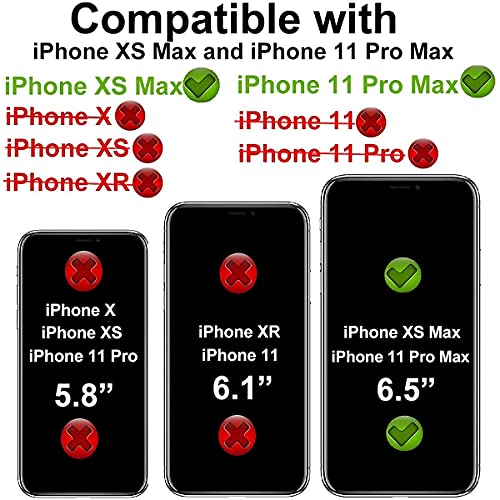 Compatible with
iPhone XS Max and iPhone 11 Pro Max
iPhone XS Max
iPhone X
iPhone XS
iPhone XR
iPhone 11 Pro Max
iPhone 11
iPhone 11 Pro
iPhone X
iPhone XS
iPhone 11 Pro
5.8”
iPhone XR
iPhone 11
6.1”
iPhone XS Max
iPhone 11 Pro Max
6.5”